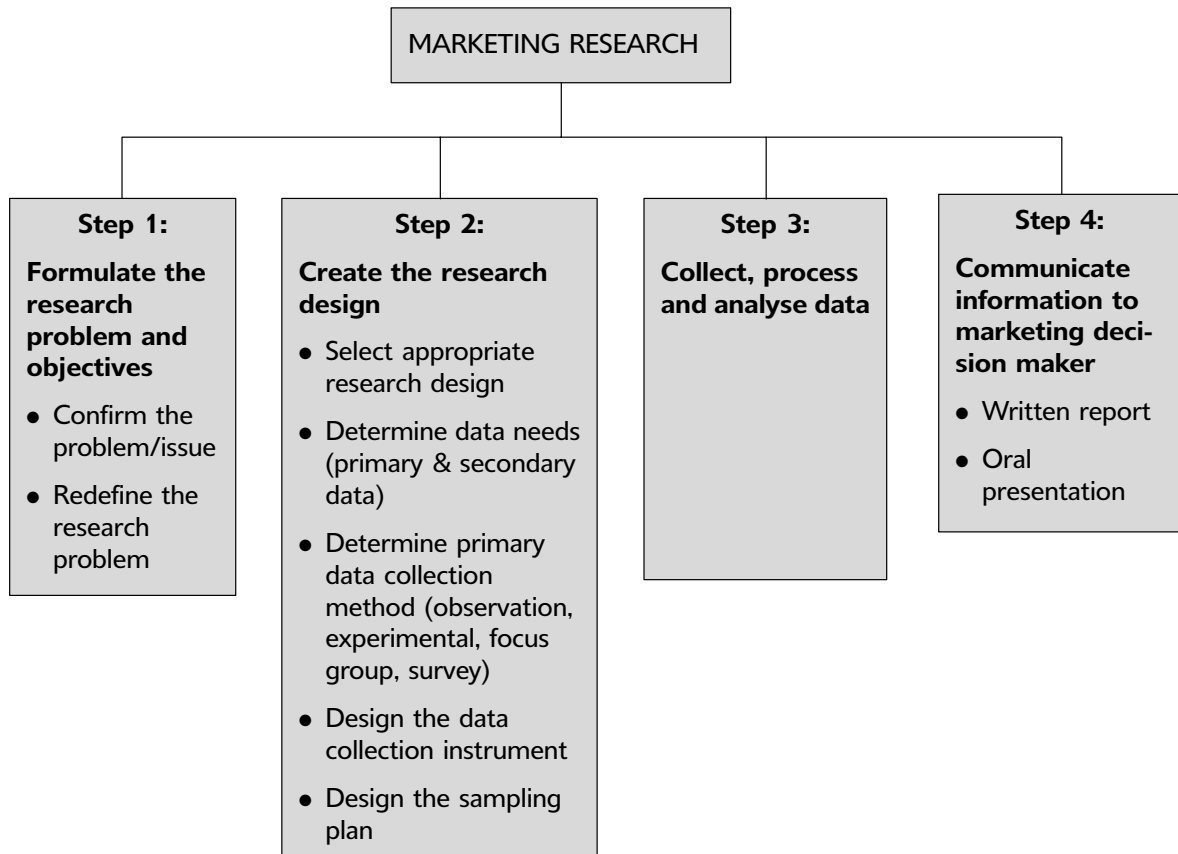 MARKETING RESEARCH
Step 1:
Formulate the
research
problem and
objectives
● Confirm the
problem/issue
● Redefine the
research
problem
Step 2:
Create the research
design
● Select appropriate
research design
● Determine data needs
(primary & secondary
data)
● Determine primary
data collection
method (observation,
experimental, focus
group, survey)
● Design the data
collection instrument
● Design the sampling
plan
Step 3:
Collect, process
and analyse data
Step 4:
Communicate
information to
marketing deci-
sion maker
● Written report
● Oral
presentation